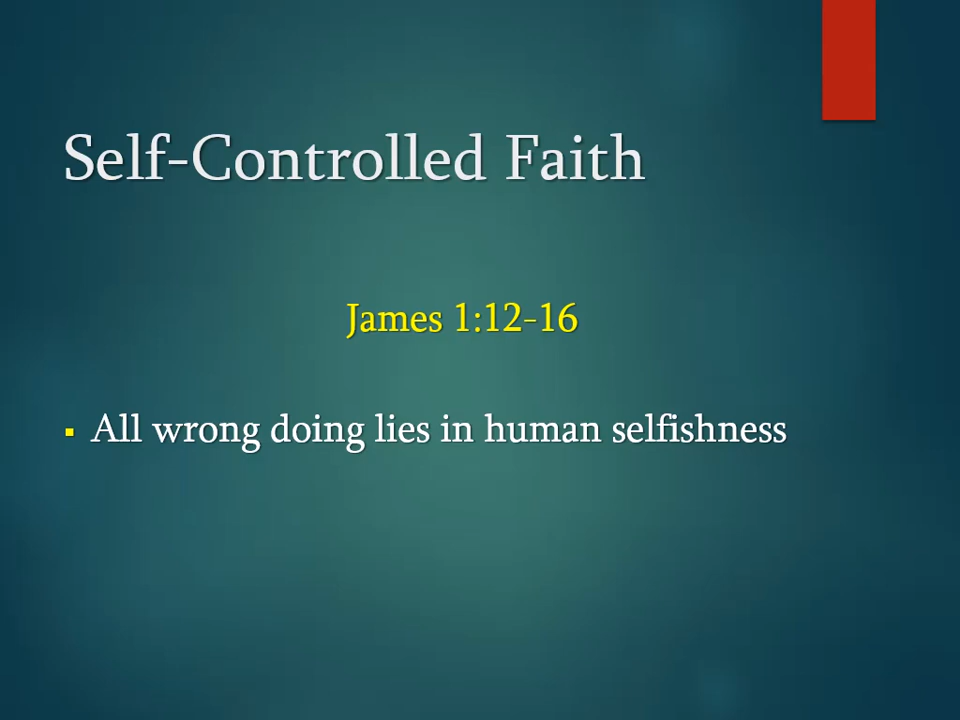 Self-Controlled Faith
James 1:12-16
▪ All wrong doing lies in human selfishness